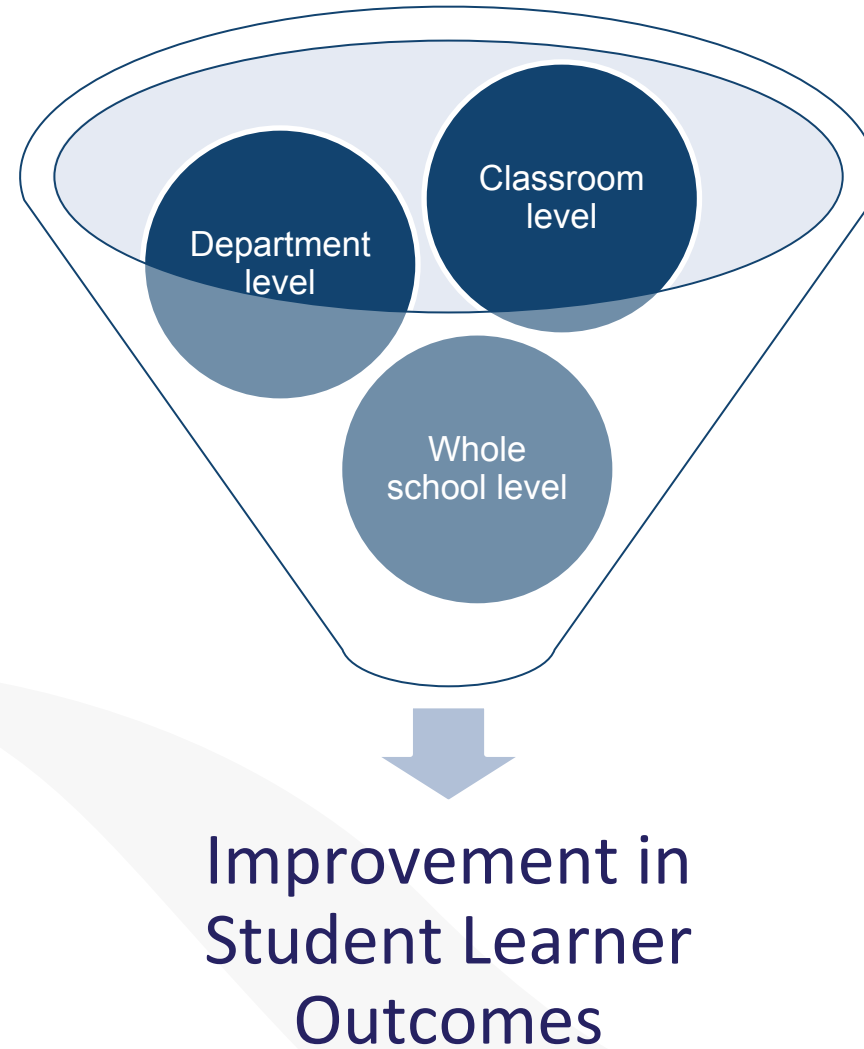 Classroom
level
Department
level
Whole
school level
Improvement in
Student Learner
Outcomes